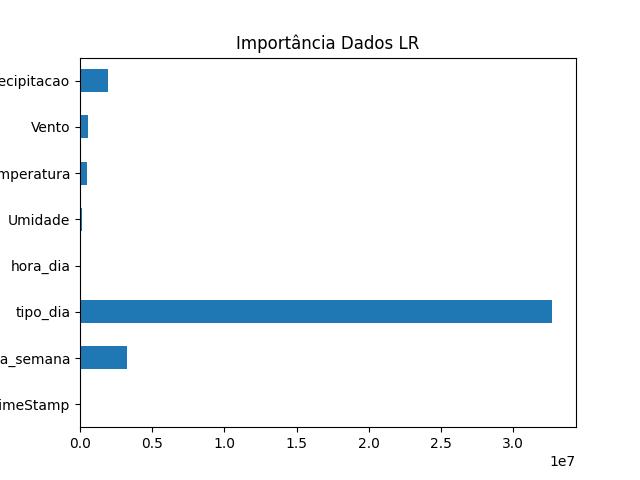 Importância Dados LR
ecipitacao
Vento
mperatura
Umidade
hora_dia
tipo_dia
a_semana
imeStamp
0.0 0.5 1.0 1.5 2.0 2.5 3.0
1e7